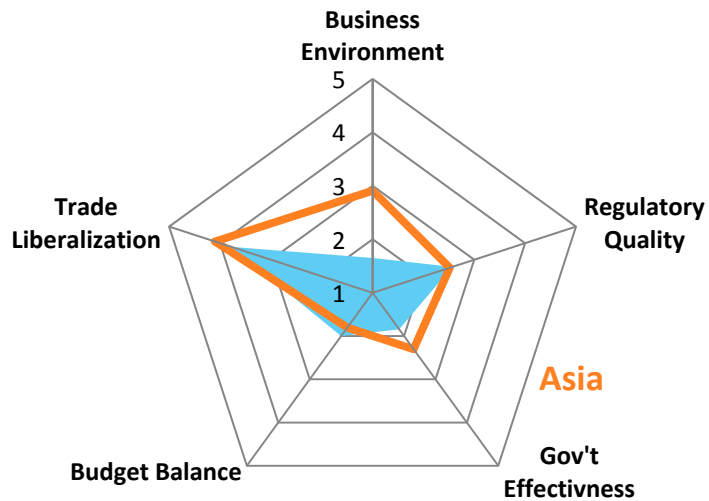 Business
Environment
5
4
3
2
1
Trade
Liberalization
Regulatory
Quality
Asia
Budget Balance
Gov't
Effectivness